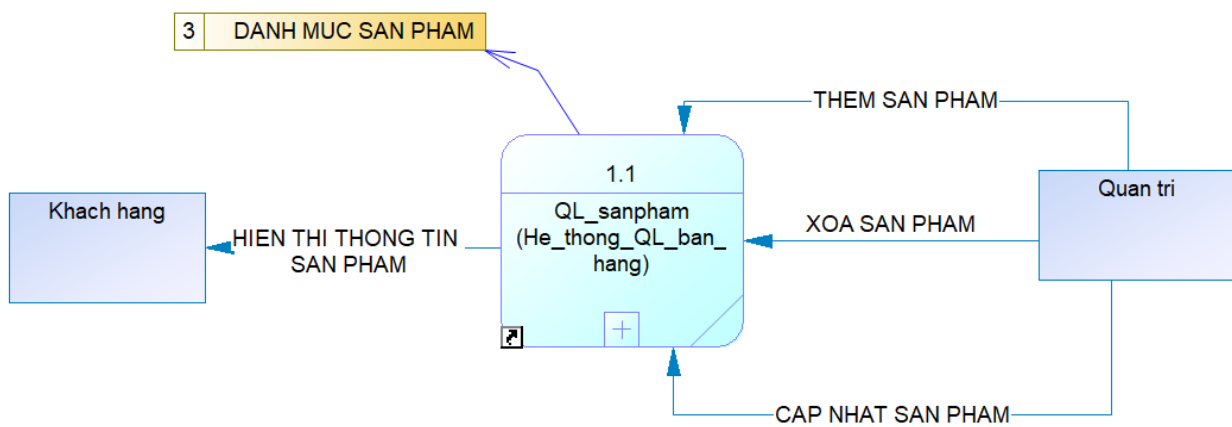 3 DANH MUC SAN PHAM
THEM SAN PHAM
1.1
QL_sanpham
(He_thong_QL_ban_
hang)
Khach hang
HIEN THI THONG TIN
SAN PHAM
XOA SAN PHAM
Quan tri
CAP NHAT SAN PHAM